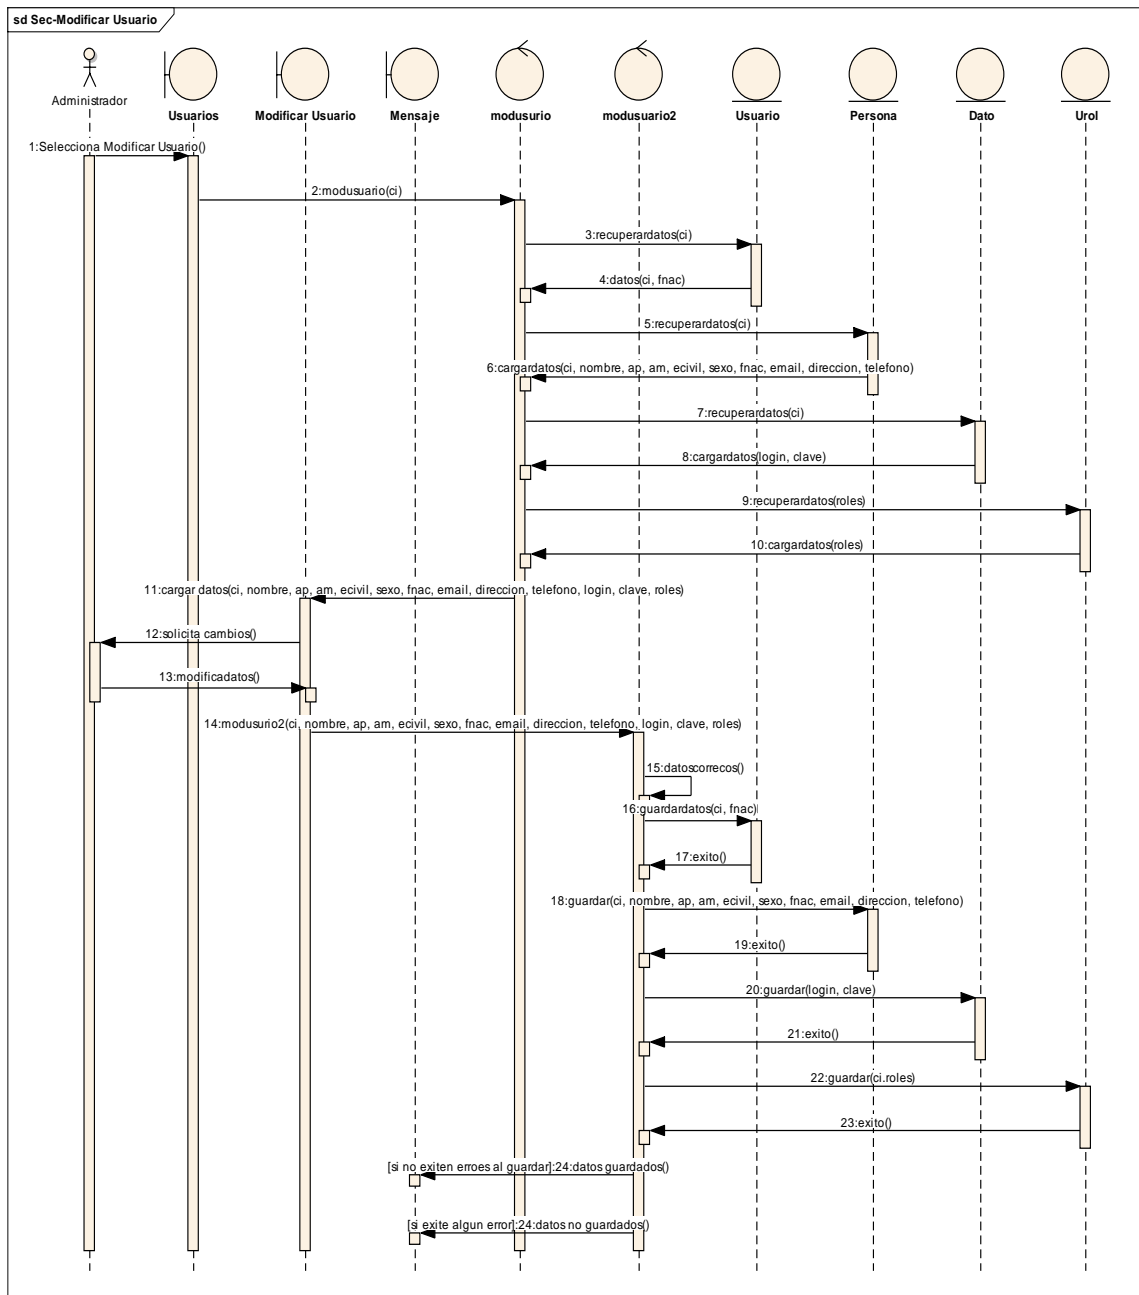 sd Sec-Modificar Usuario
Administrador
Usuarios
Modificar Usuario
Mensaje
modusurio
modusuario2
Usuario
Persona
Dato
Urol
1:Selecciona Modificar Usuario()
2:modusuario(ci)
3:recuperardatos(ci)
4:datos(ci, fnac)
5:recuperardatos(ci)
6:cargardatos(ci, nombre, ap, am, ecivil, sexo, fnac, email, direccion, telefono)
7:recuperardatos(ci)
8:cargardatos(login, clave)
9:recuperardatos(roles)
10:cargardatos(roles)
11:cargar datos(ci, nombre, ap, am, ecivil, sexo, fnac, email, direccion, telefono, login, clave, roles)
12:solicita cambios()
13:modificadatos()
14:modusurio2(ci, nombre, ap, am, ecivil, sexo, fnac, email, direccion, telefono, login, clave, roles)
15:datoscorrecos()
16:guardardatos(ci, fnac)
17:exito()
18:guardar(ci, nombre, ap, am, ecivil, sexo, fnac, email, direccion, telefono)
19:exito()
20:guardar(login, clave)
21:exito()
22:guardar(ci.roles)
23:exito()
[si no exiten erroes al guardar]:24:datos guardados()
[si exite algun error]:24:datos no guardados()